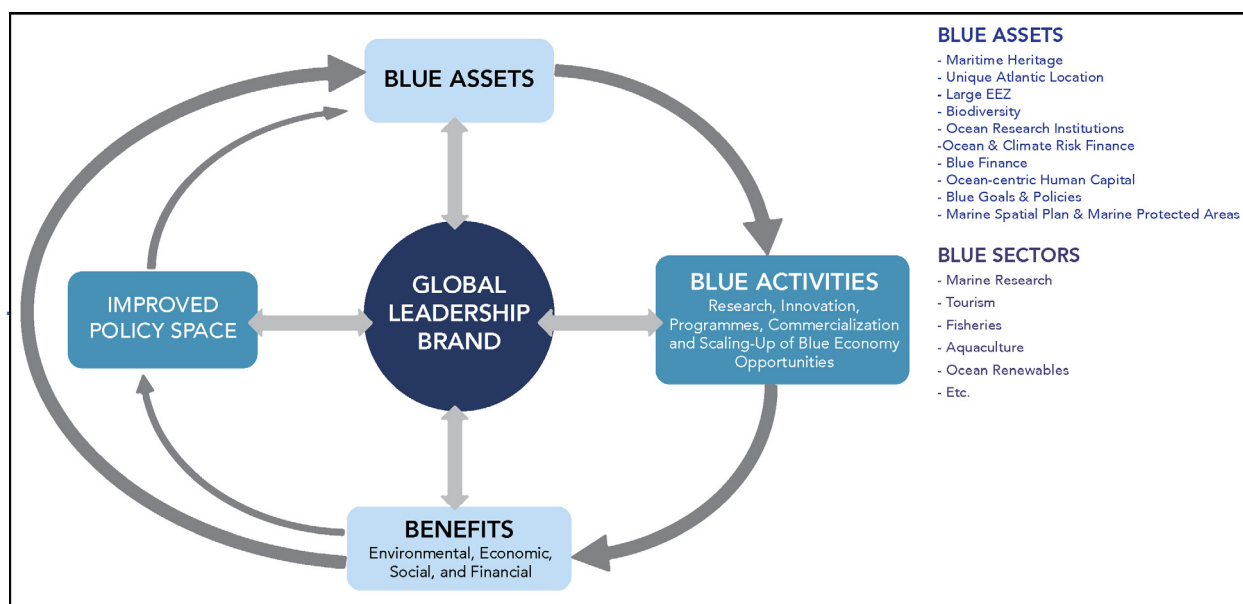 BLUE ASSETS
GLOBAL
LEADERSHIP
BRAND
IMPROVED
POLICY SPACE
BLUE ACTIVITIES
Research, Innovation,
Programmes, Commercialization
and Scaling-Up of Blue Economy
Opportunities
BENEFITS
Environmental, Economic,
Social, and Financial
BLUE ASSETS
- Maritime Heritage
- Unique Atlantic Location
- Large EEZ
- Biodiversity
- Ocean Research Institutions
-Ocean & Climate Risk Finance
- Blue Finance
- Ocean-centric Human Capital
- Blue Goals & Policies
- Marine Spatial Plan & Marine Protected Areas
BLUE SECTORS
- Marine Research
- Tourism
- Fisheries
- Aquaculture
- Ocean Renewables
- Etc.